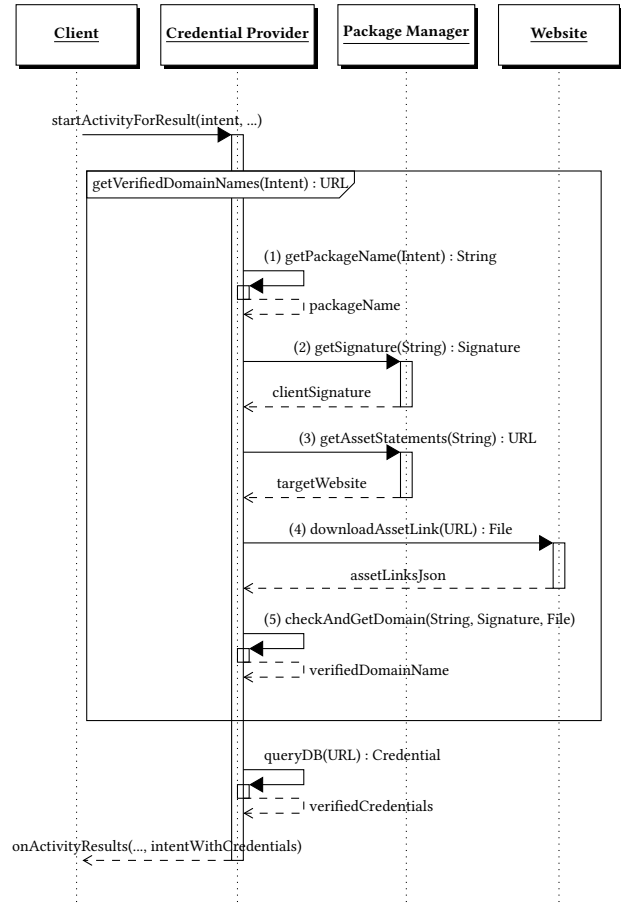 Client
Credential Provider
Package Manager
Website
startActivityForResult(intent, ...)
getVerifiedDomainNames(Intent) : URL
(1) getPackageName(Intent) : String
packageName
(2) getSignature(String) : Signature
clientSignature
(3) getAssetStatements(String) : URL
targetWebsite
(4) downloadAssetLink(URL) : File
assetLinksJson
(5) checkAndGetDomain(String, Signature, File)
verifiedDomainName
queryDB(URL) : Credential
verifiedCredentials
onActivityResults(..., intentWithCredentials)